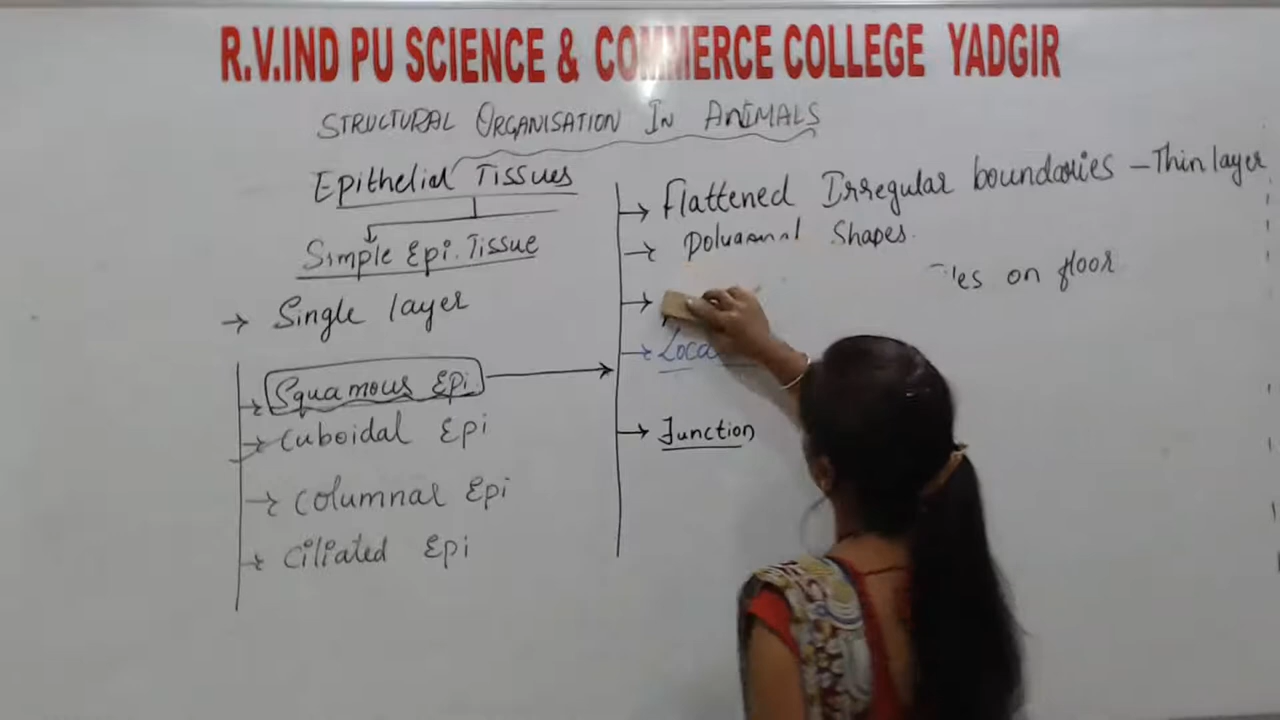 R.V.IND PU SCIENCE & COMMERCE COLLEGE YADGIR
STRUCTURAL ORGANISATION IN ANIMALS
Epithelial Tissues
Simple Epi. Tissue
→ Single layer
→ Squamous Epi →
→ Cuboidal Epi
→ Columnar Epi
→ Ciliated Epi
→ Flattened Irregular boundaries – Thin layer
→ Shapes.
on floor
→ Junction